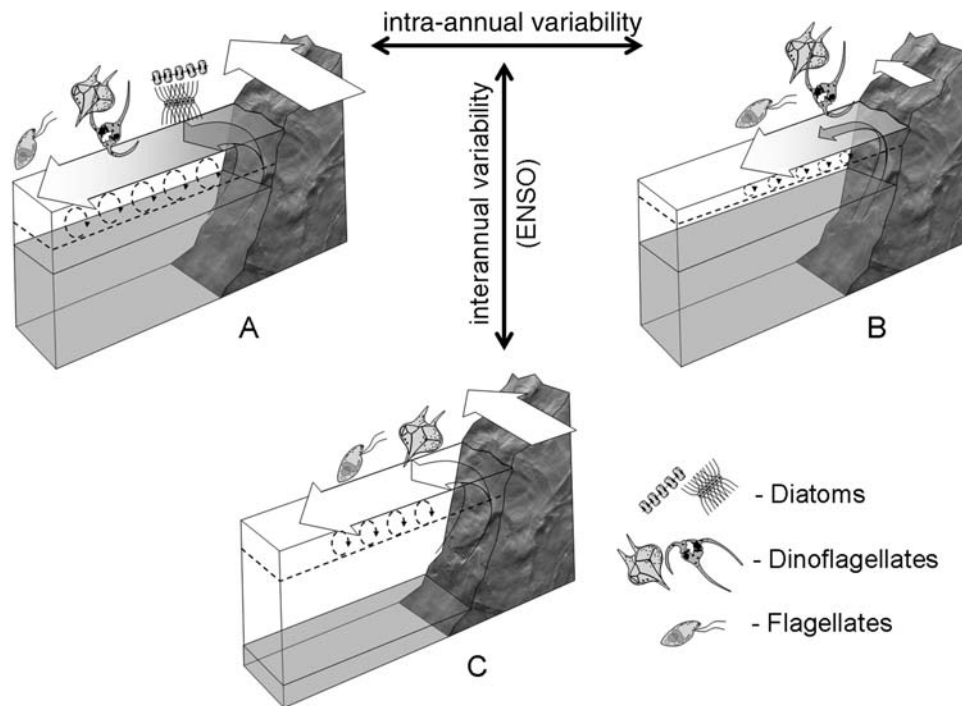 intra-annual variability
interannual variability
(ENSO)
A
B
C
- Diatoms
- Dinoflagellates
- Flagellates